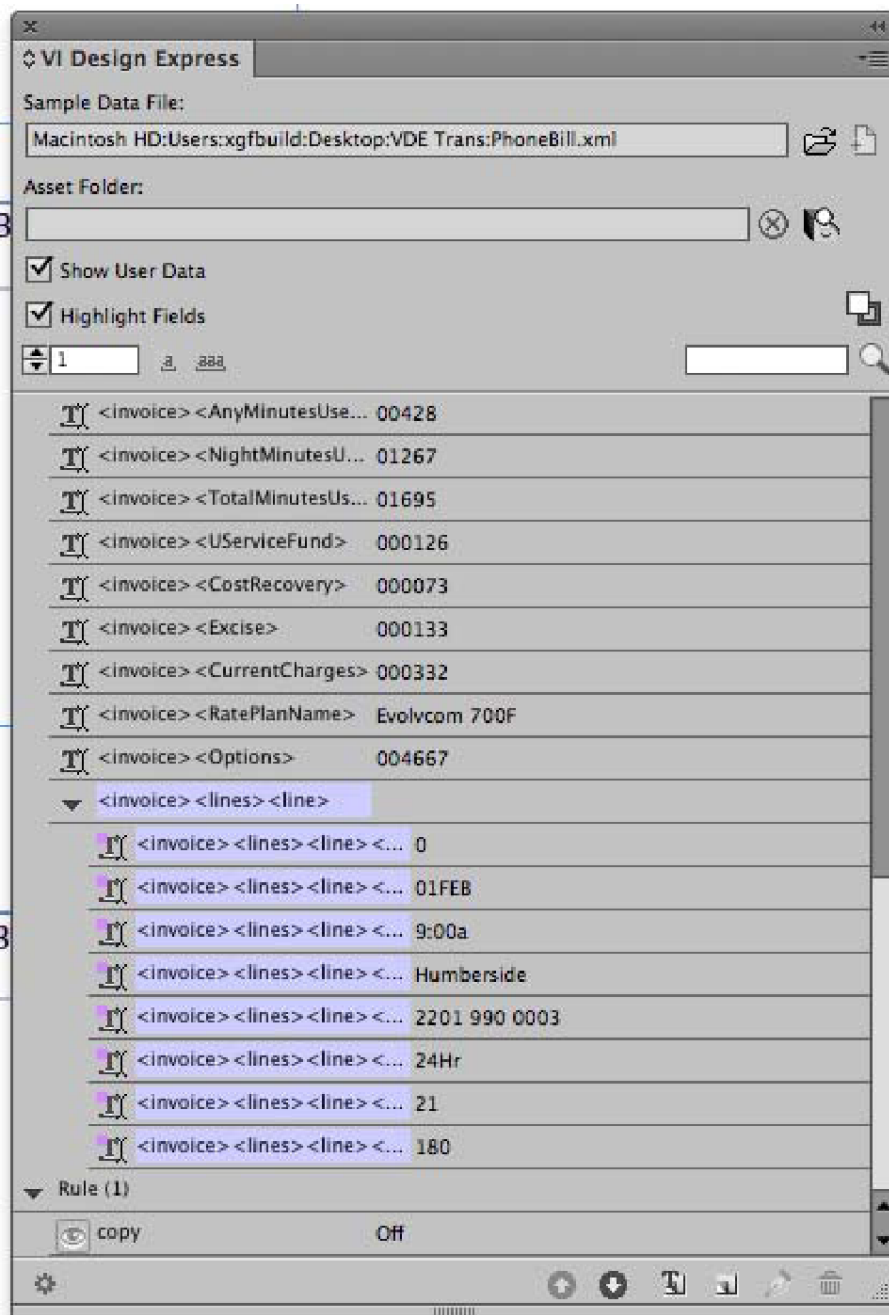 VI Design Express
Sample Data File:
Macintosh HD:Users:xgfbuild:Desktop:VDE Trans:PhoneBill.xml
Asset Folder:
Show User Data
Highlight Fields
1 a aaa
<invoice><AnyMinutesUse... 00428
<invoice><NightMinutesU... 01267
<invoice><TotalMinutesUs... 01695
<invoice><UServiceFund> 000126
<invoice><CostRecovery> 000073
<invoice><Excise> 000133
<invoice><CurrentCharges> 000332
<invoice><RatePlanName> Evolvcom 700F
<invoice><Options> 004667
<invoice><lines><line>
<invoice><lines><line><... 0
<invoice><lines><line><... 01FEB
<invoice><lines><line><... 9:00a
<invoice><lines><line><... Humberside
<invoice><lines><line><... 2201 990 0003
<invoice><lines><line><... 24Hr
<invoice><lines><line><... 21
<invoice><lines><line><... 180
Rule (1)
copy Off